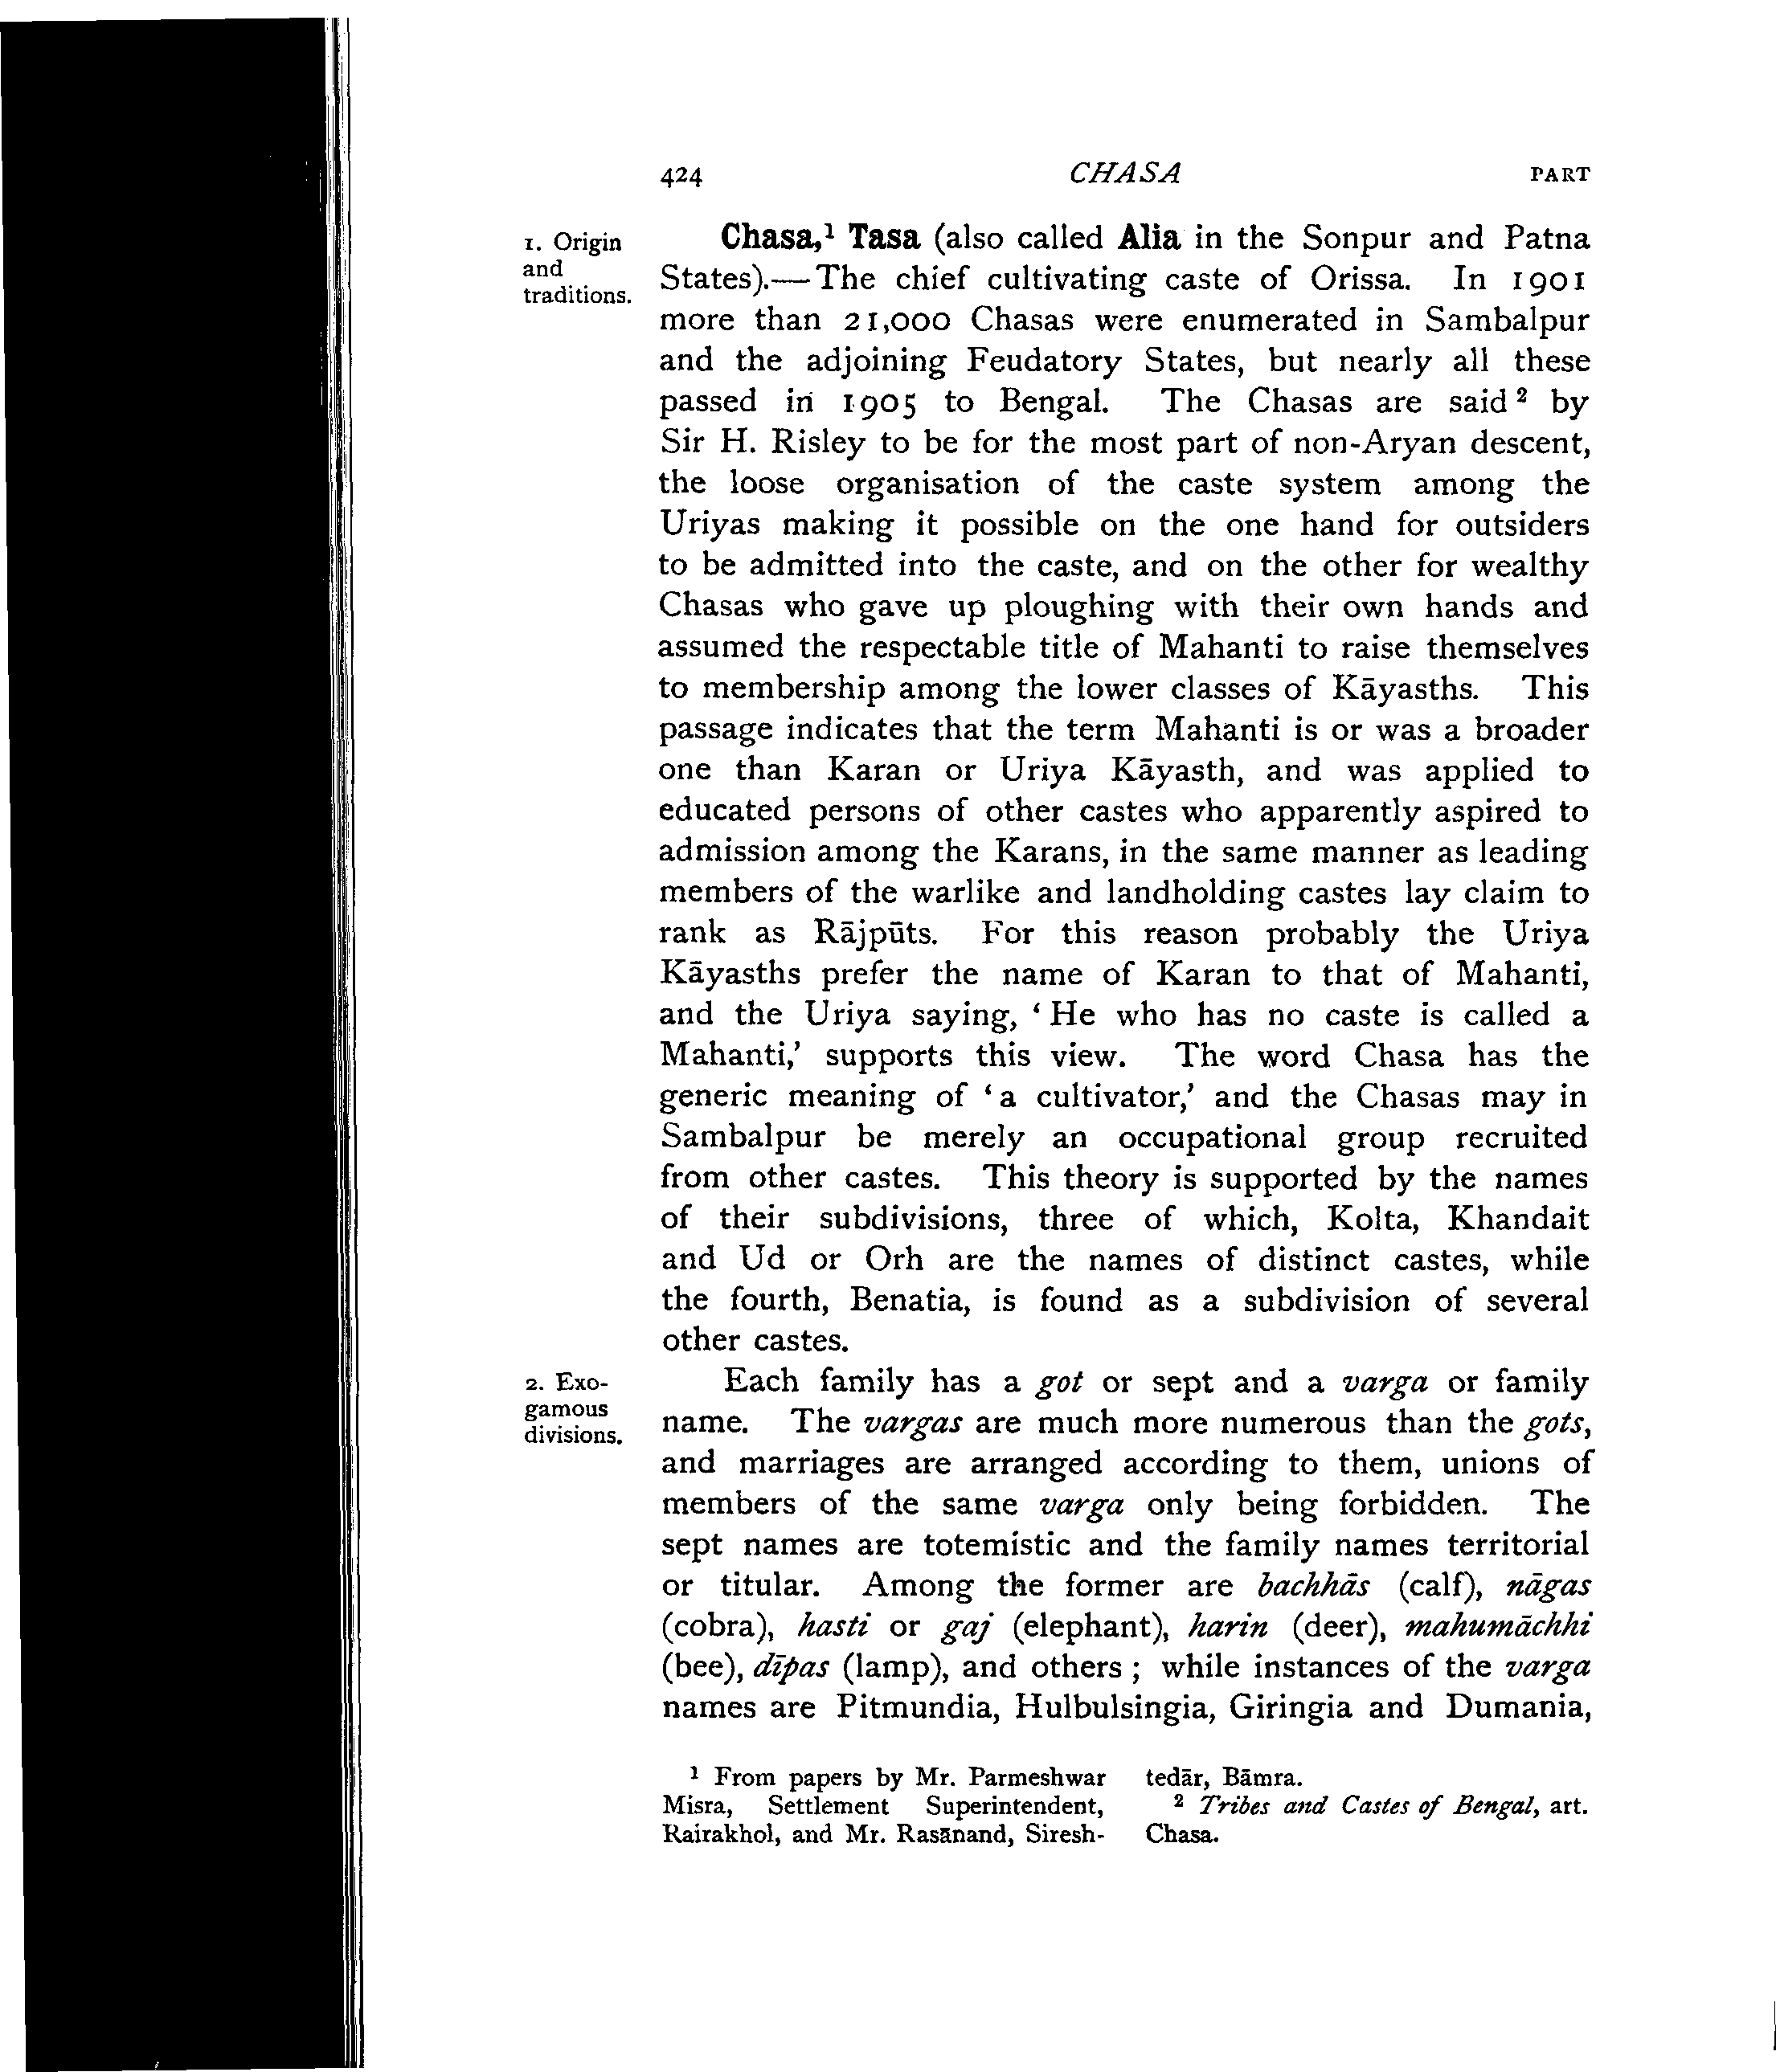 424 CHASA PART
1. Origin
and
traditions.
Chasa,¹ Tasa (also called Alia in the Sonpur and Patna
States).—The chief cultivating caste of Orissa. In 1901
more than 21,000 Chasas were enumerated in Sambalpur
and the adjoining Feudatory States, but nearly all these
passed in 1905 to Bengal. The Chasas are said ² by
Sir H. Risley to be for the most part of non-Aryan descent,
the loose organisation of the caste system among the
Uriyas making it possible on the one hand for outsiders
to be admitted into the caste, and on the other for wealthy
Chasas who gave up ploughing with their own hands and
assumed the respectable title of Mahanti to raise themselves
to membership among the lower classes of Kāyasths. This
passage indicates that the term Mahanti is or was a broader
one than Karan or Uriya Kāyasth, and was applied to
educated persons of other castes who apparently aspired to
admission among the Karans, in the same manner as leading
members of the warlike and landholding castes lay claim to
rank as Rājpūts. For this reason probably the Uriya
Kāyasths prefer the name of Karan to that of Mahanti,
and the Uriya saying, ‘He who has no caste is called a
Mahanti,’ supports this view. The word Chasa has the
generic meaning of ‘a cultivator,’ and the Chasas may in
Sambalpur be merely an occupational group recruited
from other castes. This theory is supported by the names
of their subdivisions, three of which, Kolta, Khandait
and Ud or Orh are the names of distinct castes, while
the fourth, Benatia, is found as a subdivision of several
other castes.
2. Exo-
gamous
divisions.
Each family has a got or sept and a varga or family
name. The vargas are much more numerous than the gots,
and marriages are arranged according to them, unions of
members of the same varga only being forbidden. The
sept names are totemistic and the family names territorial
or titular. Among the former are bachhās (calf), nāgas
(cobra), hasti or gaj (elephant), harin (deer), mahumāchhi
(bee), dīpas (lamp), and others ; while instances of the varga
names are Pitmundia, Hulbulsingia, Giringia and Dumania,
¹ From papers by Mr. Parmeshwar
Misra, Settlement Superintendent,
Rairakhol, and Mr. Rasānand, Siresh-
tedār, Bāmra.
² Tribes and Castes of Bengal, art.
Chasa.